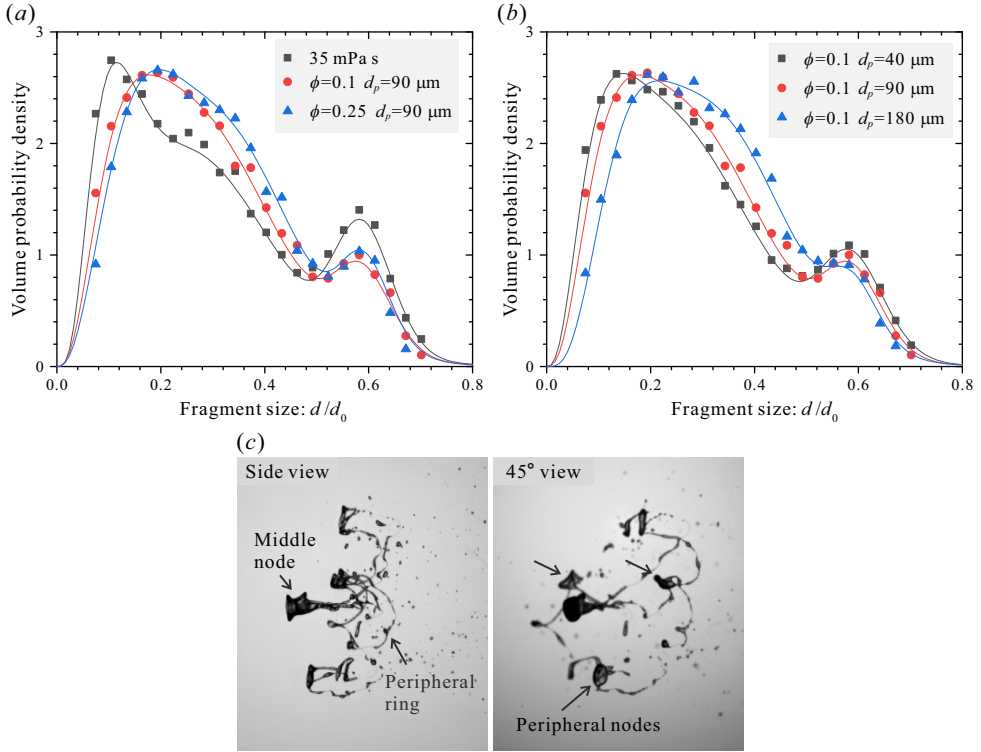 (a)
3
2
1
0
0.0
0.2
0.4
0.6
0.8
Volume probability density
Fragment size: d/d₀
35 mPa s
ϕ=0.1 dₚ=90 μm
ϕ=0.25 dₚ=90 μm
(b)
3
2
1
0
0.0
0.2
0.4
0.6
0.8
Volume probability density
Fragment size: d/d₀
ϕ=0.1 dₚ=40 μm
ϕ=0.1 dₚ=90 μm
ϕ=0.1 dₚ=180 μm
(c)
Side view
Middle
node
Peripheral
ring
45° view
Peripheral nodes